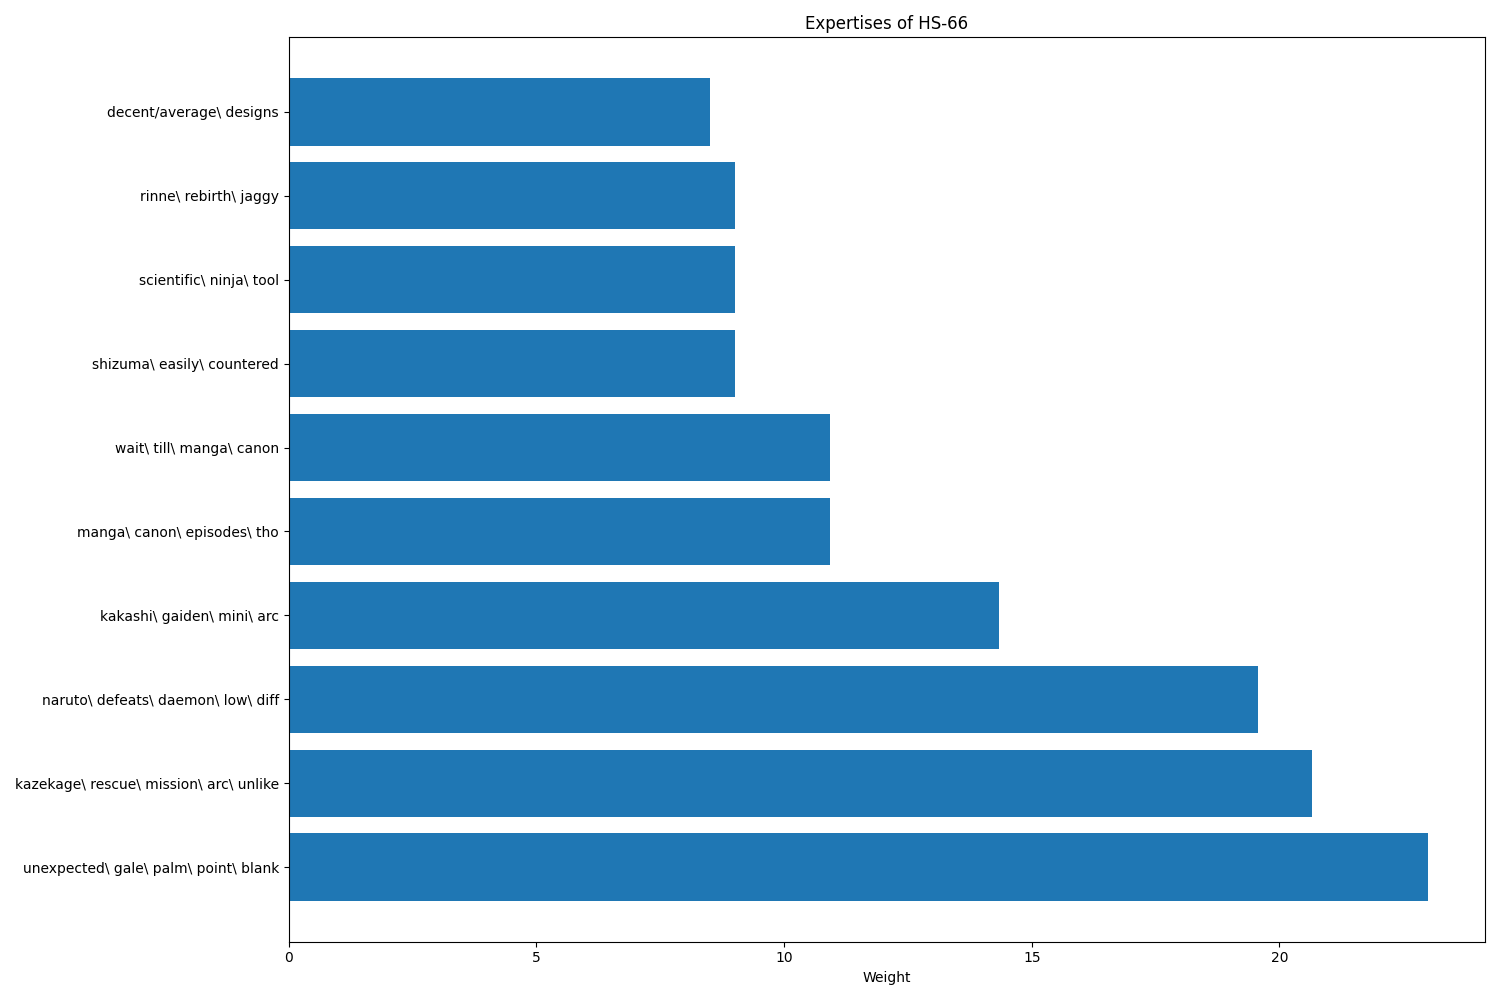 Expertises of HS-66
decent/average\ designs
rinne\ rebirth\ jaggy
scientific\ ninja\ tool
shizuma\ easily\ countered
wait\ till\ manga\ canon
manga\ canon\ episodes\ tho
kakashi\ gaiden\ mini\ arc
naruto\ defeats\ daemon\ low\ diff
kazekage\ rescue\ mission\ arc\ unlike
unexpected\ gale\ palm\ point\ blank
0 5 10 15 20
Weight